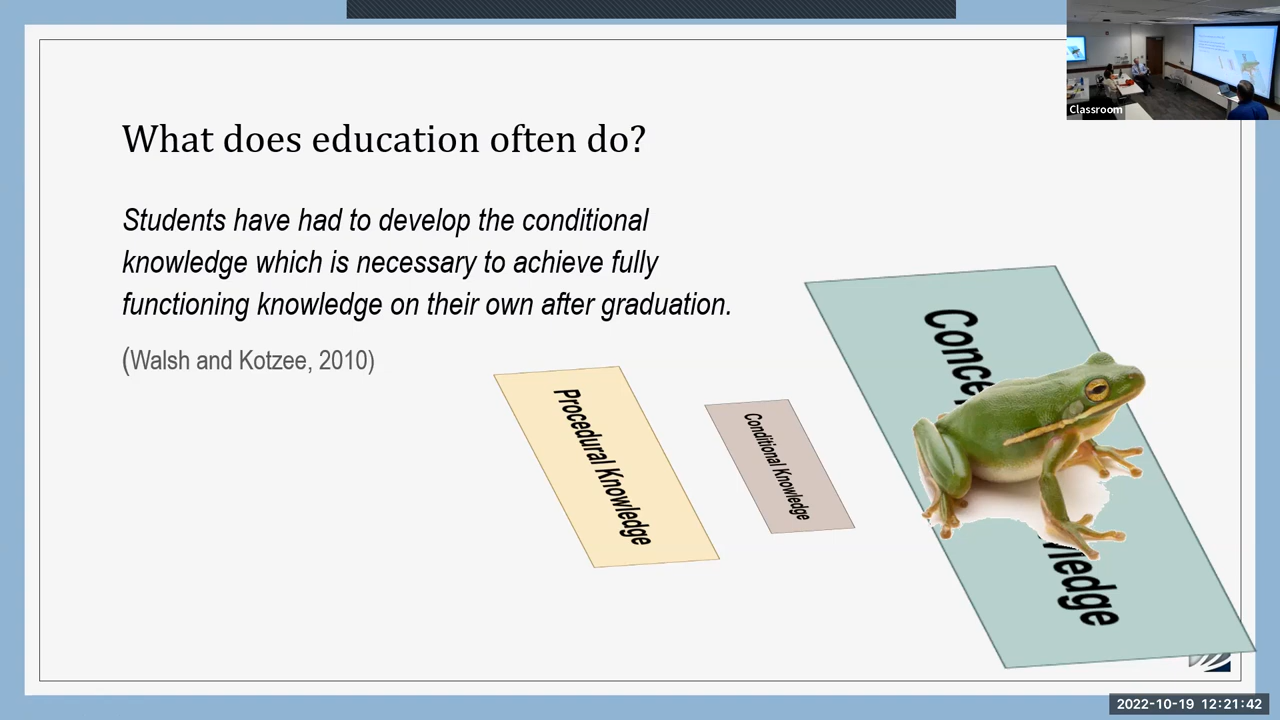 Classroom
What does education often do?
Students have had to develop the conditional
knowledge which is necessary to achieve fully
functioning knowledge on their own after graduation.
(Walsh and Kotzee, 2010)
Procedural Knowledge
Conditional Knowledge
2022-10-19 12:21:42